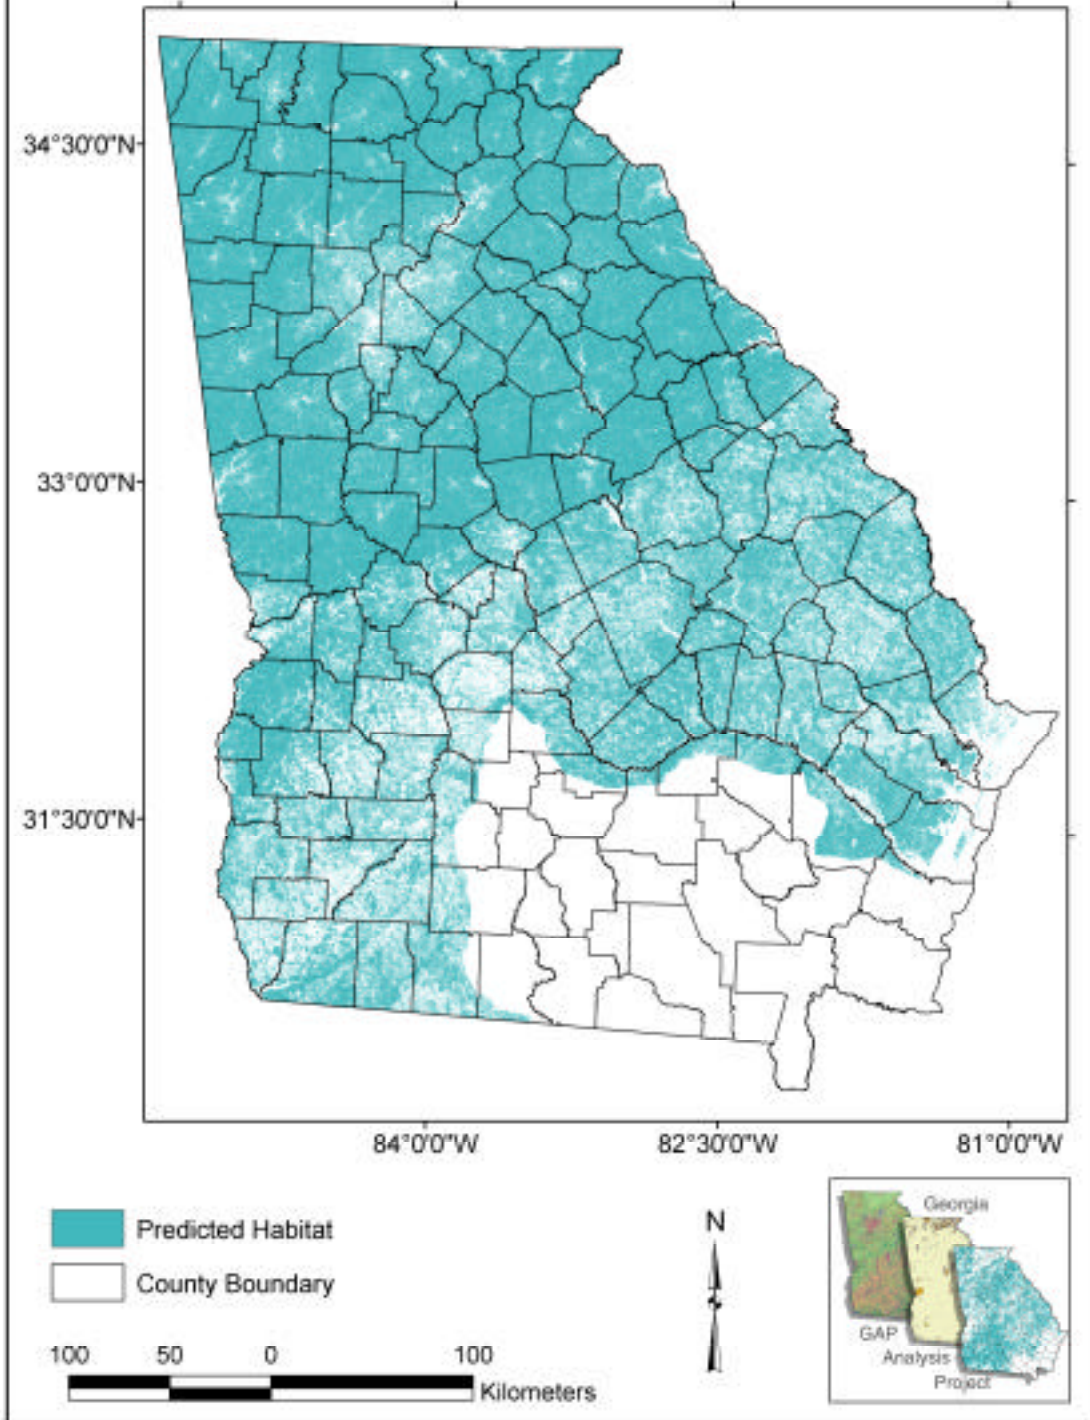 34°30'0"N
33°0'0"N
31°30'0"N
84°0'0"W 82°30'0"W 81°0'0"W
Predicted Habitat
County Boundary
N
100 50 0 100
Kilometers
Georgia
GAP
Analysis
Project